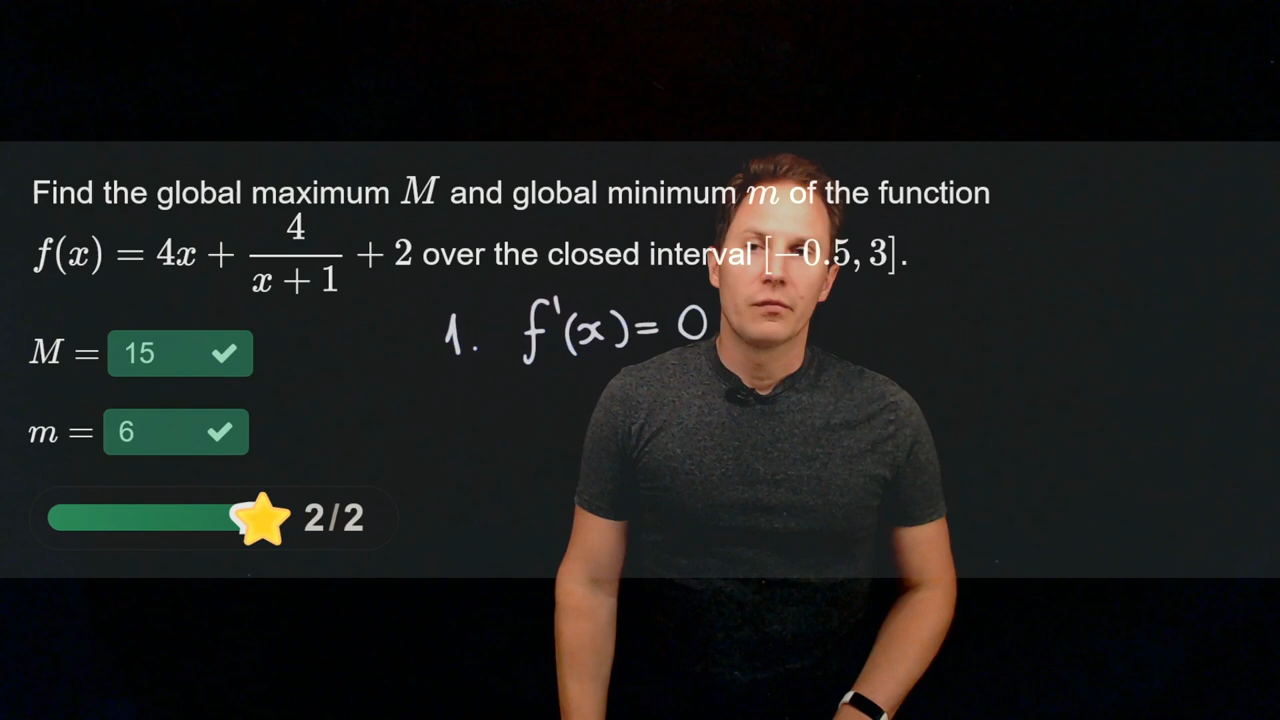 Find the global maximum M and global minimum m of the function
f(x) = 4x + 4/(x + 1) + 2 over the closed interval [−0.5, 3].
1. f'(x) = 0
M = 15 ✔
m = 6 ✔
2/2